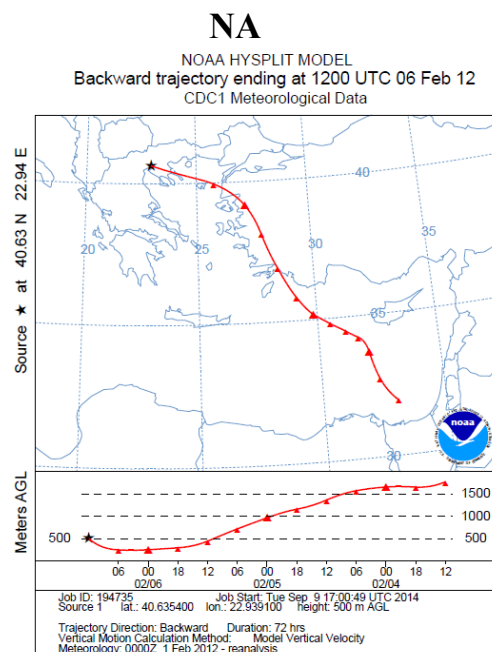 NA
NOAA HYSPLIT MODEL
Backward trajectory ending at 1200 UTC 06 Feb 12
CDC1 Meteorological Data
Source ★ at 40.63 N 22.94 E
20
25
30
35
40
35
30
noaa
Meters AGL
500
1500
1000
500
06 00 18 12 06 00 18 12 06 00 18 12
02/06 02/05 02/04
Job ID: 194735 Job Start: Tue Sep 9 17:00:49 UTC 2014
Source 1 lat.: 40.635400 lon.: 22.939100 height: 500 m AGL
Trajectory Direction: Backward Duration: 72 hrs
Vertical Motion Calculation Method: Model Vertical Velocity
Meteorology: 0000Z 1 Feb 2012 - reanalysis